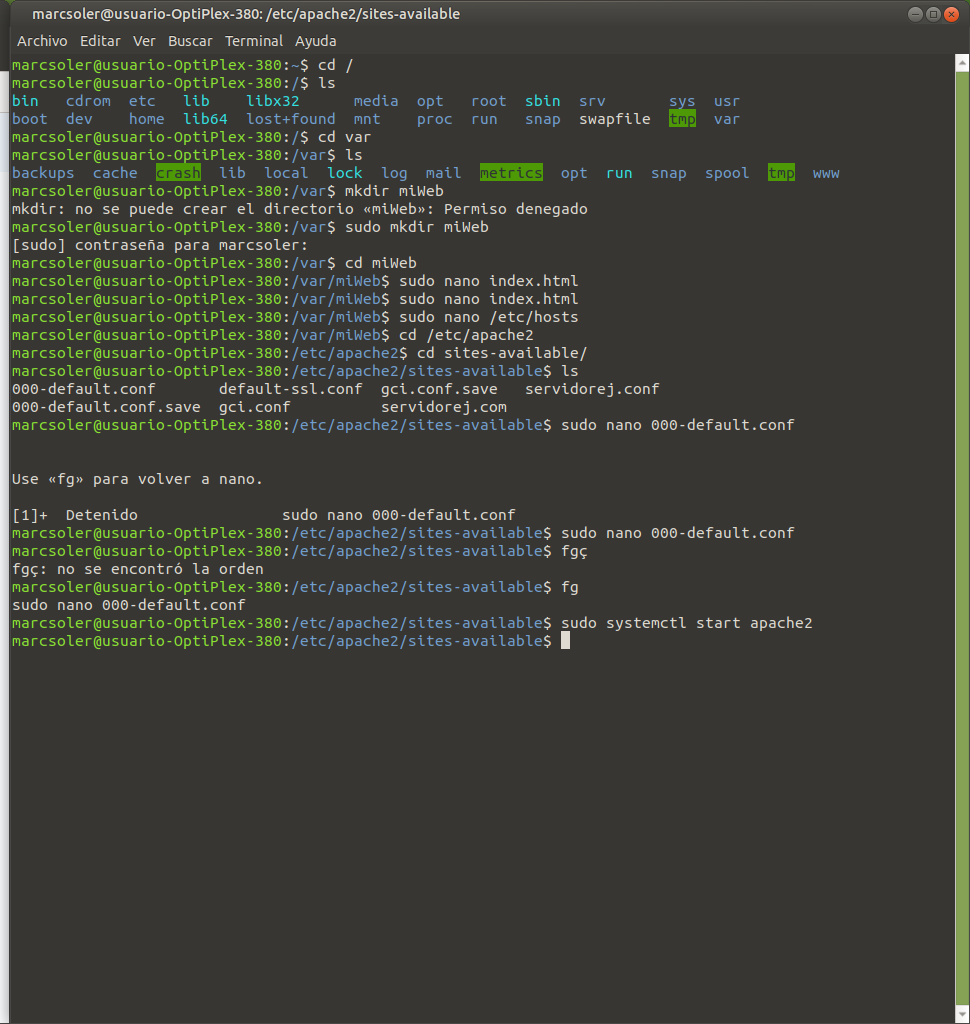 marcsoler@usuario-OptiPlex-380: /etc/apache2/sites-available
Archivo Editar Ver Buscar Terminal Ayuda
marcsoler@usuario-OptiPlex-380:~$ cd /
marcsoler@usuario-OptiPlex-380:/$ ls
bin cdrom etc lib libx32 media opt root sbin srv sys usr
boot dev home lib64 lost+found mnt proc run snap swapfile tmp var
marcsoler@usuario-OptiPlex-380:/$ cd var
marcsoler@usuario-OptiPlex-380:/var$ ls
backups cache crash lib local lock log mail metrics opt run snap spool tmp www
marcsoler@usuario-OptiPlex-380:/var$ mkdir miWeb
mkdir: no se puede crear el directorio «miWeb»: Permiso denegado
marcsoler@usuario-OptiPlex-380:/var$ sudo mkdir miWeb
[sudo] contraseña para marcsoler:
marcsoler@usuario-OptiPlex-380:/var$ cd miWeb
marcsoler@usuario-OptiPlex-380:/var/miWeb$ sudo nano index.html
marcsoler@usuario-OptiPlex-380:/var/miWeb$ sudo nano index.html
marcsoler@usuario-OptiPlex-380:/var/miWeb$ sudo nano /etc/hosts
marcsoler@usuario-OptiPlex-380:/var/miWeb$ cd /etc/apache2
marcsoler@usuario-OptiPlex-380:/etc/apache2$ cd sites-available/
marcsoler@usuario-OptiPlex-380:/etc/apache2/sites-available$ ls
000-default.conf default-ssl.conf gci.conf.save servidorej.conf
000-default.conf.save gci.conf servidorej.com
marcsoler@usuario-OptiPlex-380:/etc/apache2/sites-available$ sudo nano 000-default.conf
Use «fg» para volver a nano.
[1]+ Detenido sudo nano 000-default.conf
marcsoler@usuario-OptiPlex-380:/etc/apache2/sites-available$ sudo nano 000-default.conf
marcsoler@usuario-OptiPlex-380:/etc/apache2/sites-available$ fgç
fgç: no se encontró la orden
marcsoler@usuario-OptiPlex-380:/etc/apache2/sites-available$ fg
sudo nano 000-default.conf
marcsoler@usuario-OptiPlex-380:/etc/apache2/sites-available$ sudo systemctl start apache2
marcsoler@usuario-OptiPlex-380:/etc/apache2/sites-available$